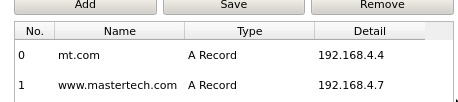 Add Save Remove
No. Name Type Detail
0 mt.com A Record 192.168.4.4
1 www.mastertech.com A Record 192.168.4.7